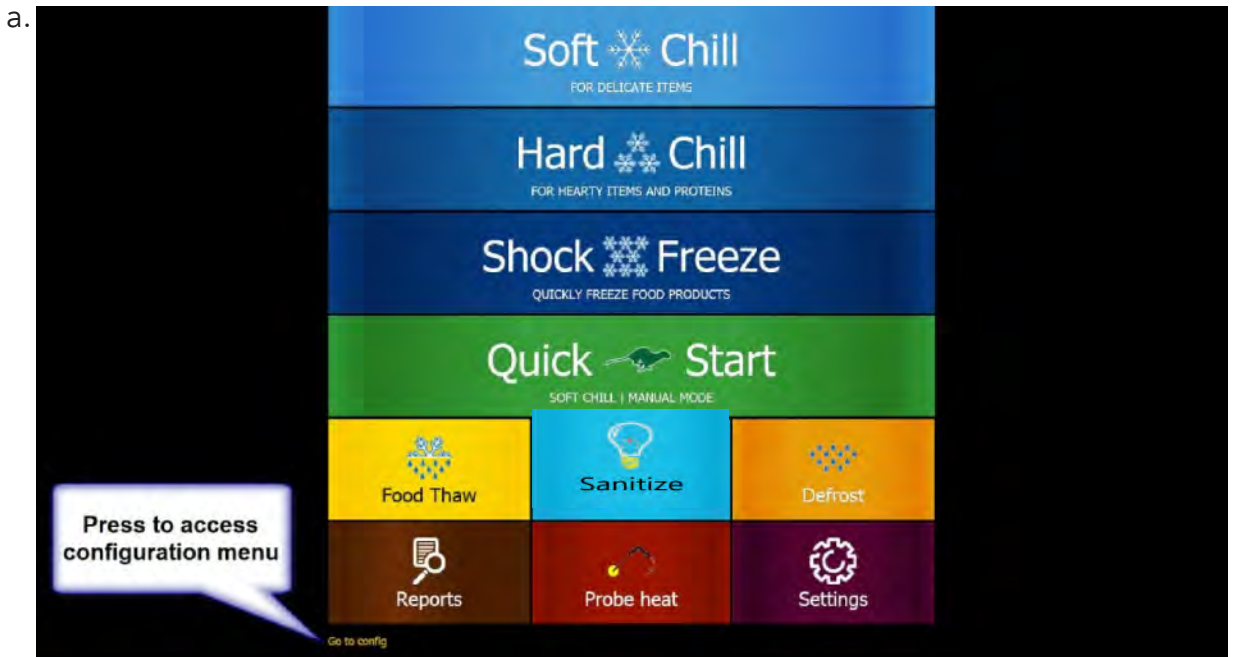 a.
Soft Chill
FOR DELICATE ITEMS
Hard Chill
FOR HEARTY ITEMS AND PROTEINS
Shock Freeze
QUICKLY FREEZE FOOD PRODUCTS
Quick Start
SOFT CHILL | MANUAL MODE
Food Thaw
Sanitize
Defrost
Press to access
configuration menu
Reports
Probe heat
Settings
Go to config